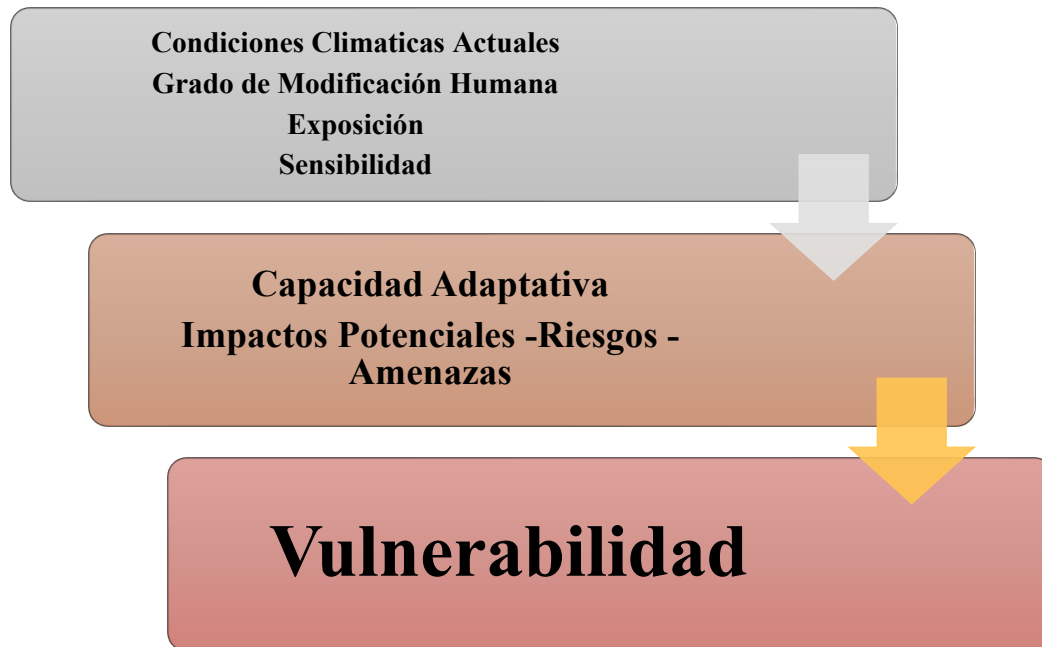 Condiciones Climaticas Actuales
Grado de Modificación Humana
Exposición
Sensibilidad
Capacidad Adaptativa
Impactos Potenciales -Riesgos -
Amenazas
Vulnerabilidad